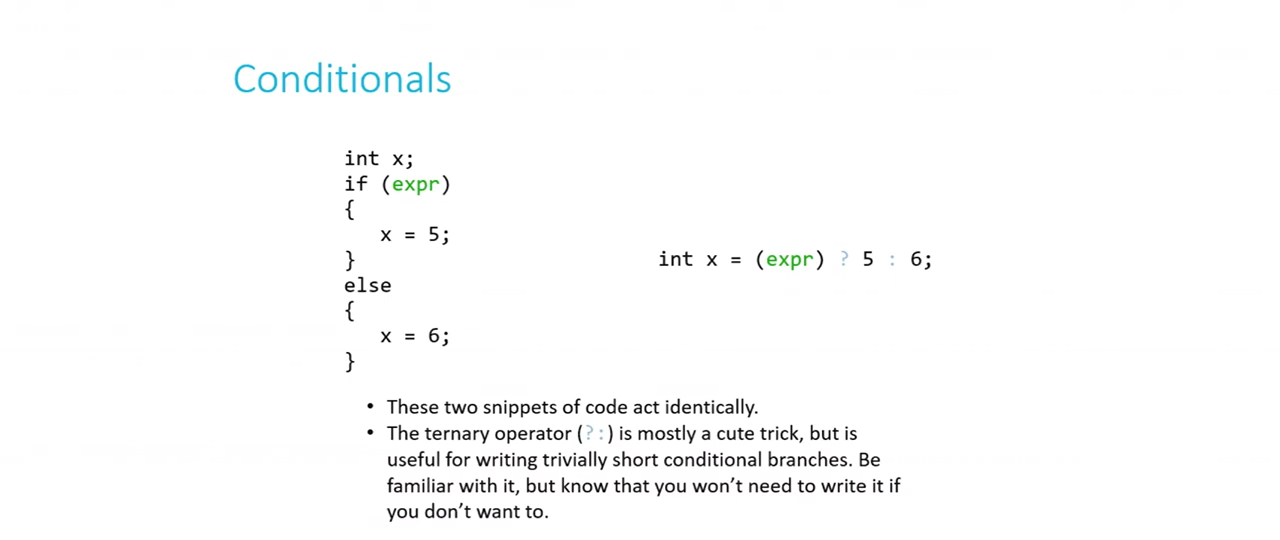 Conditionals
int x;
if (expr)
{
x = 5;
}
else
{
x = 6;
}
int x = (expr) ? 5 : 6;
• These two snippets of code act identically.
• The ternary operator (?:) is mostly a cute trick, but is
useful for writing trivially short conditional branches. Be
familiar with it, but know that you won’t need to write it if
you don’t want to.